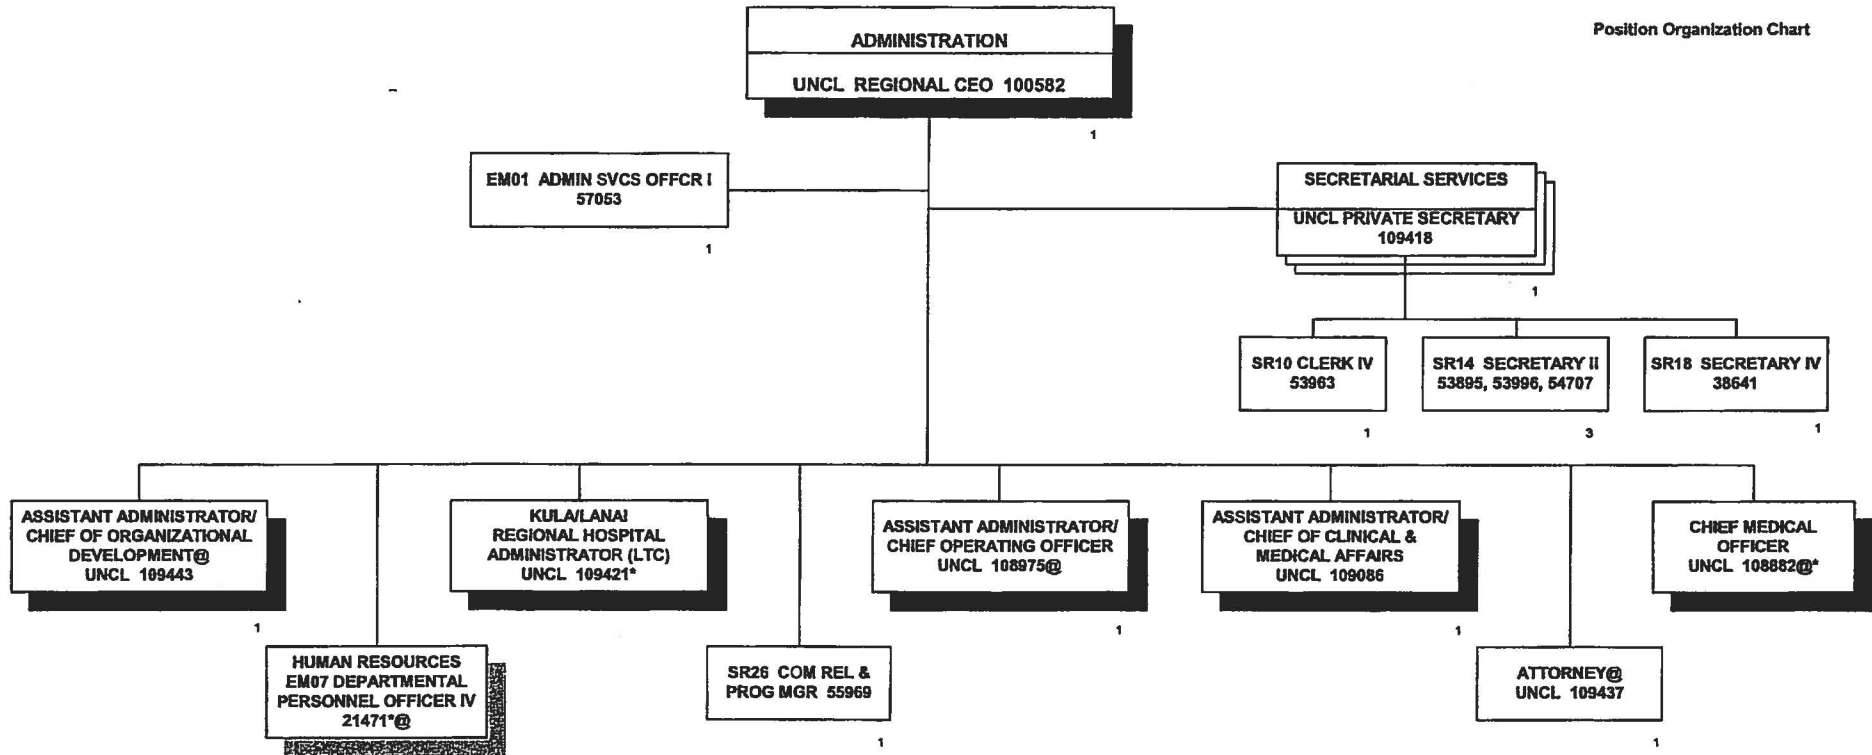 Position Organization Chart
ADMINISTRATION
UNCL REGIONAL CEO 100582
1
EM01 ADMIN SVCS OFFCR I
57053
1
SECRETARIAL SERVICES
UNCL PRIVATE SECRETARY
109418
1
SR10 CLERK IV
53963
1
SR14 SECRETARY II
53895, 53996, 54707
3
SR18 SECRETARY IV
38641
1
ASSISTANT ADMINISTRATOR/
CHIEF OF ORGANIZATIONAL
DEVELOPMENT@
UNCL 109443
1
HUMAN RESOURCES
EM07 DEPARTMENTAL
PERSONNEL OFFICER IV
21471*@
KULA/LANAI
REGIONAL HOSPITAL
ADMINISTRATOR (LTC)
UNCL 109421*
SR26 COM REL &
PROG MGR 55969
1
ASSISTANT ADMINISTRATOR/
CHIEF OPERATING OFFICER
UNCL 108975@
1
ASSISTANT ADMINISTRATOR/
CHIEF OF CLINICAL &
MEDICAL AFFAIRS
UNCL 109086
1
ATTORNEY@
UNCL 109437
1
CHIEF MEDICAL
OFFICER
UNCL 108882@*